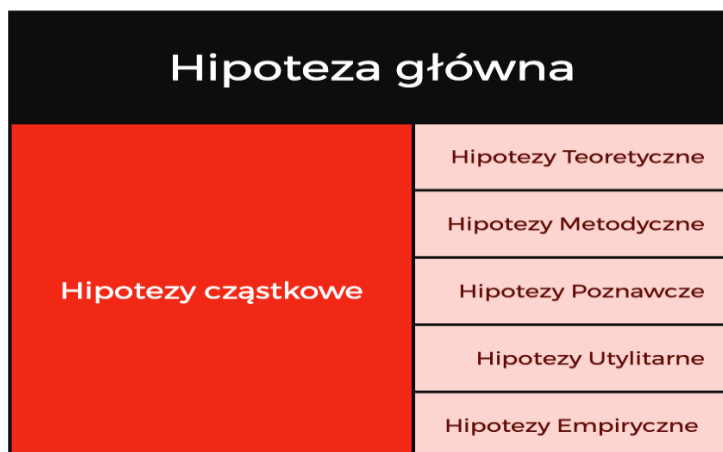 Hipoteza główna
Hipotezy cząstkowe
Hipotezy Teoretyczne
Hipotezy Metodyczne
Hipotezy Poznawcze
Hipotezy Utylitarne
Hipotezy Empiryczne